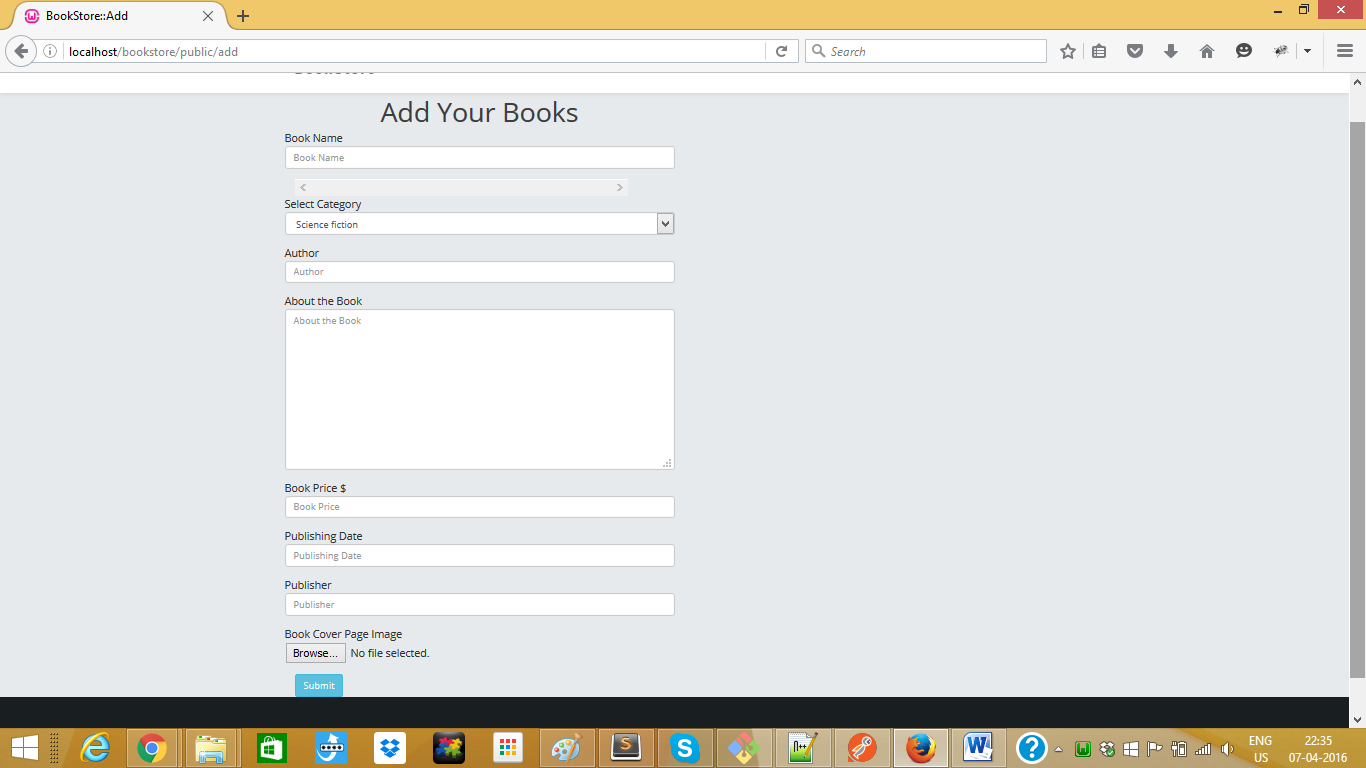 BookStore::Add
localhost/bookstore/public/add
Search
BookStore
Add Your Books
Book Name
Book Name
Select Category
Science fiction
Author
Author
About the Book
About the Book
Book Price $
Book Price
Publishing Date
Publishing Date
Publisher
Publisher
Book Cover Page Image
Browse... No file selected.
Submit
ENG 22:35
US 07-04-2016